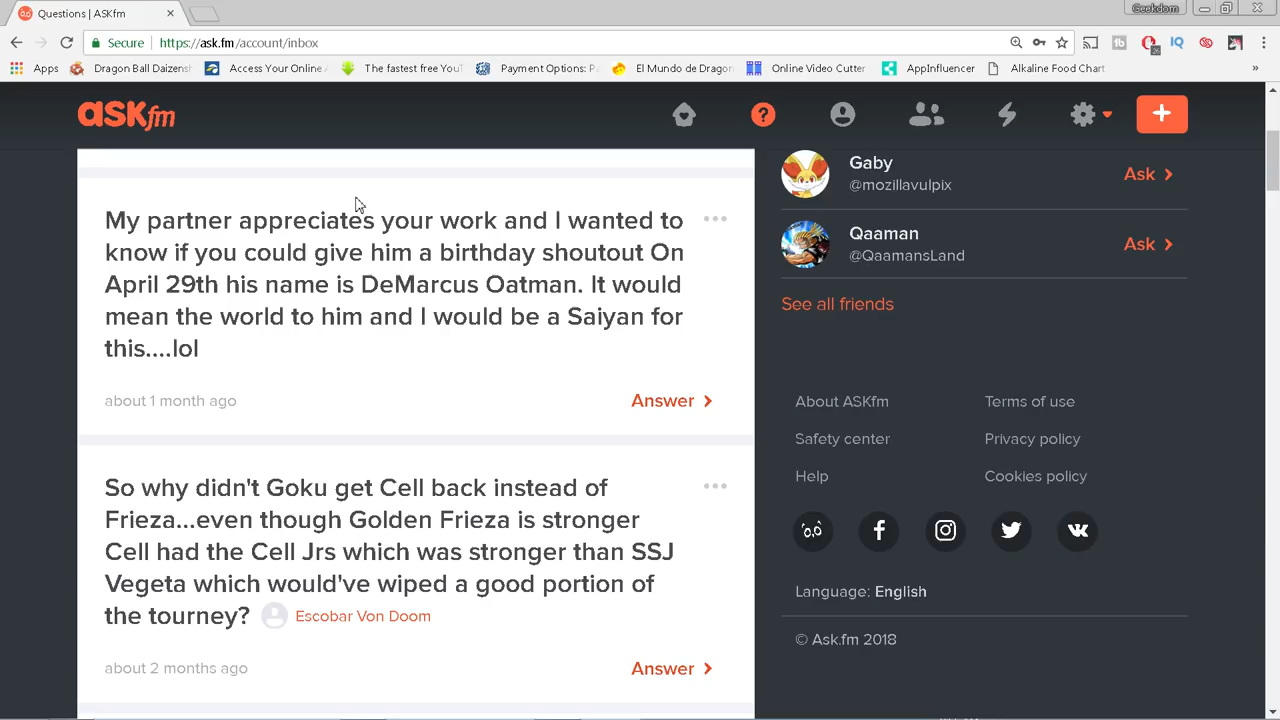 Questions | ASKfm
Geekdom
Secure
https://ask.fm/account/inbox
Apps
Dragon Ball Daizensh
Access Your Online A
The fastest free YouT
Payment Options: Pa
El Mundo de Dragon
Online Video Cutter
AppInfluencer
Alkaline Food Chart
»
ASKfm
My partner appreciates your work and I wanted to
know if you could give him a birthday shoutout On
April 29th his name is DeMarcus Oatman. It would
mean the world to him and I would be a Saiyan for
this....lol
about 1 month ago
Answer
So why didn't Goku get Cell back instead of
Frieza...even though Golden Frieza is stronger
Cell had the Cell Jrs which was stronger than SSJ
Vegeta which would've wiped a good portion of
the tourney? Escobar Von Doom
about 2 months ago
Answer
Gaby
@mozillavulpix
Ask
Qaaman
@QaamansLand
Ask
See all friends
About ASKfm
Terms of use
Safety center
Privacy policy
Help
Cookies policy
Language: English
© Ask.fm 2018